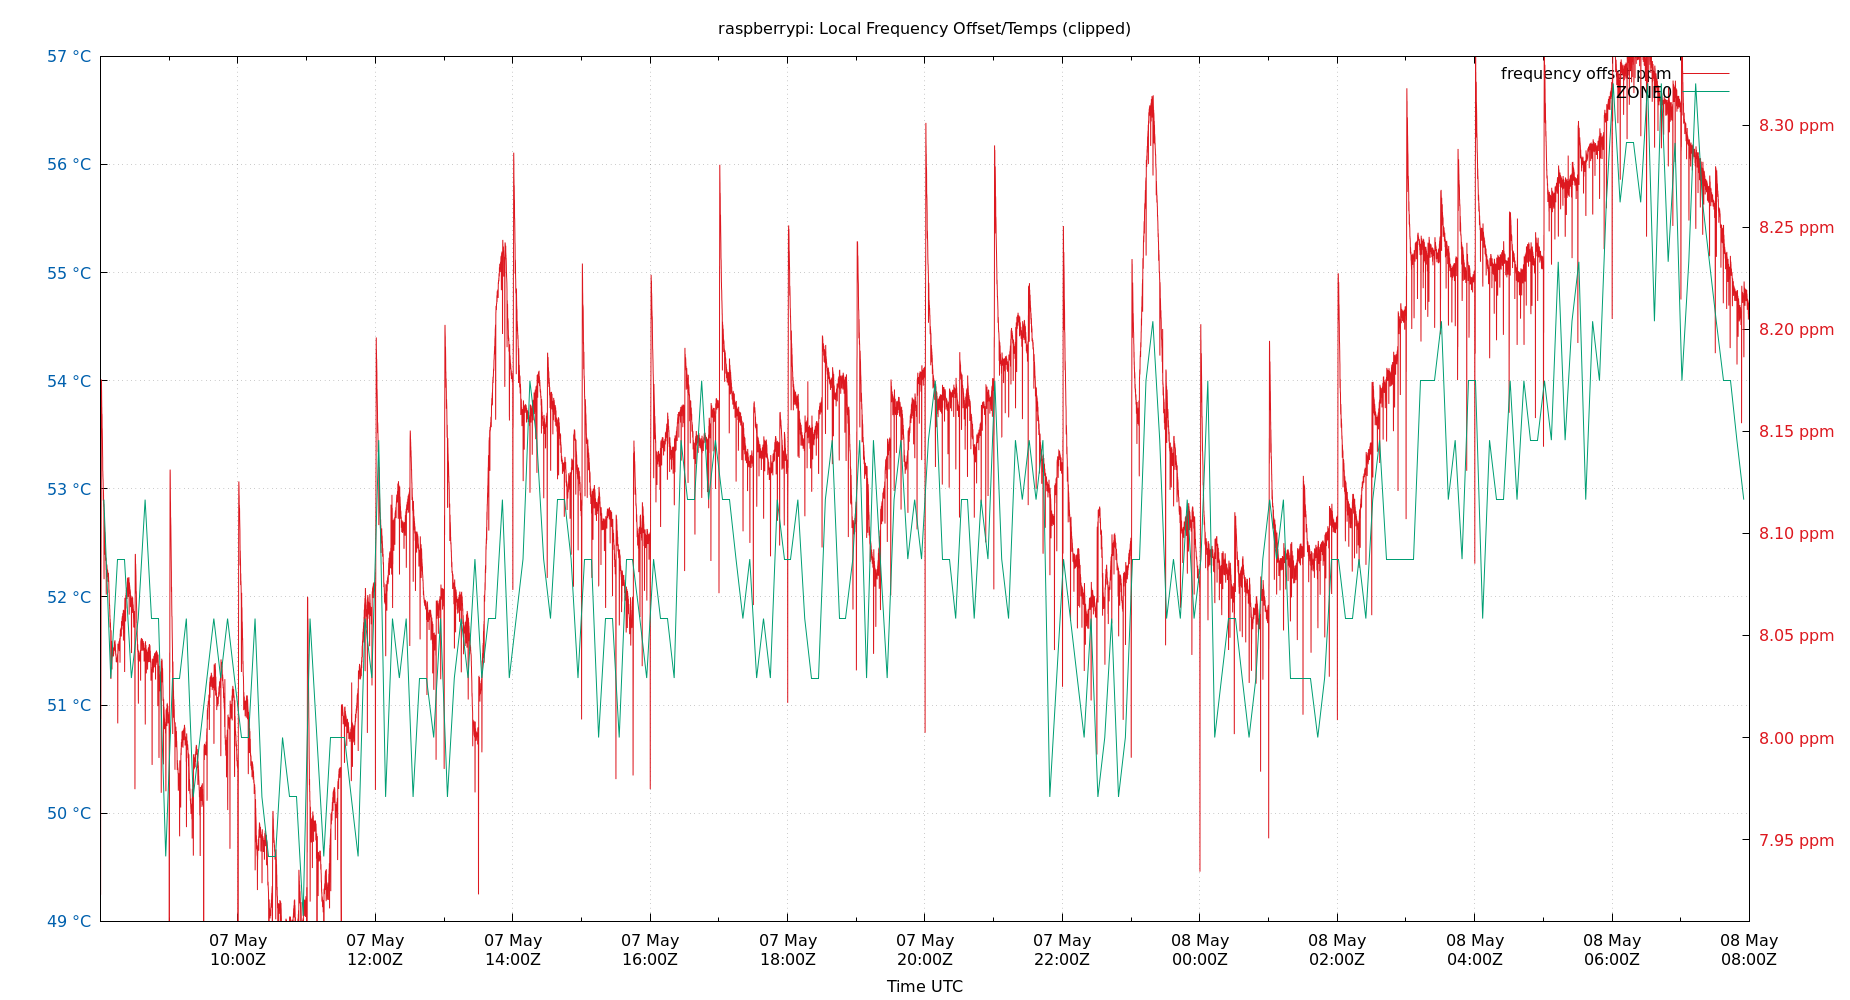 raspberrypi: Local Frequency Offset/Temps (clipped)
57 °C
56 °C
55 °C
54 °C
53 °C
52 °C
51 °C
50 °C
49 °C
frequency offset ppm
ZONE0
8.30 ppm
8.25 ppm
8.20 ppm
8.15 ppm
8.10 ppm
8.05 ppm
8.00 ppm
7.95 ppm
07 May 07 May 07 May 07 May 07 May 07 May 07 May 08 May 08 May 08 May 08 May 08 May
10:00Z 12:00Z 14:00Z 16:00Z 18:00Z 20:00Z 22:00Z 00:00Z 02:00Z 04:00Z 06:00Z 08:00Z
Time UTC